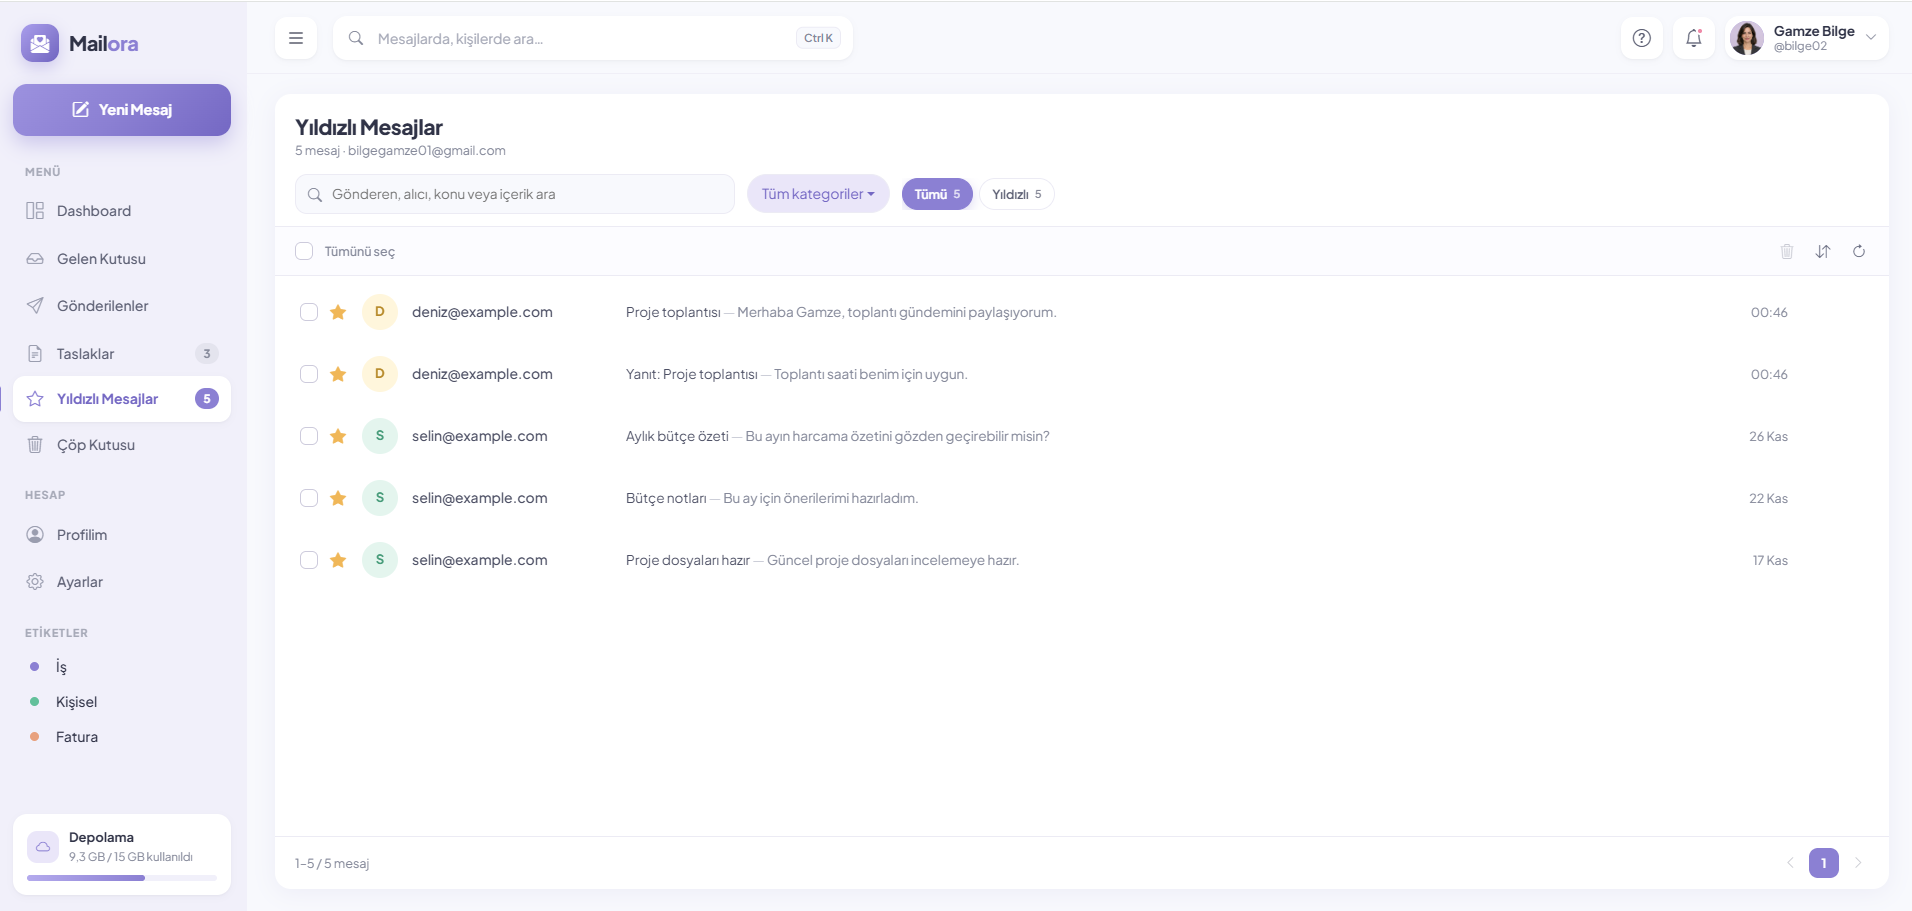 Mailora
Yeni Mesaj
MENÜ
Dashboard
Gelen Kutusu
Gönderilenler
Taslaklar 3
Yıldızlı Mesajlar 5
Çöp Kutusu
HESAP
Profilim
Ayarlar
ETİKETLER
İş
Kişisel
Fatura
Depolama
9,3 GB / 15 GB kullanıldı
Mesajlarda, kişilerde ara... Ctrl K
Gamze Bilge
@bilge02
Yıldızlı Mesajlar
5 mesaj · bilgegamze01@gmail.com
Gönderen, alıcı, konu veya içerik ara Tüm kategoriler Tümü 5 Yıldızlı 5
Tümünü seç
D deniz@example.com Proje toplantısı — Merhaba Gamze, toplantı gündemini paylaşıyorum. 00:46
D deniz@example.com Yanıt: Proje toplantısı — Toplantı saati benim için uygun. 00:46
S selin@example.com Aylık bütçe özeti — Bu ayın harcama özetini gözden geçirebilir misin? 26 Kas
S selin@example.com Bütçe notları — Bu ay için önerilerimi hazırladım. 22 Kas
S selin@example.com Proje dosyaları hazır — Güncel proje dosyaları incelemeye hazır. 17 Kas
1–5 / 5 mesaj 1